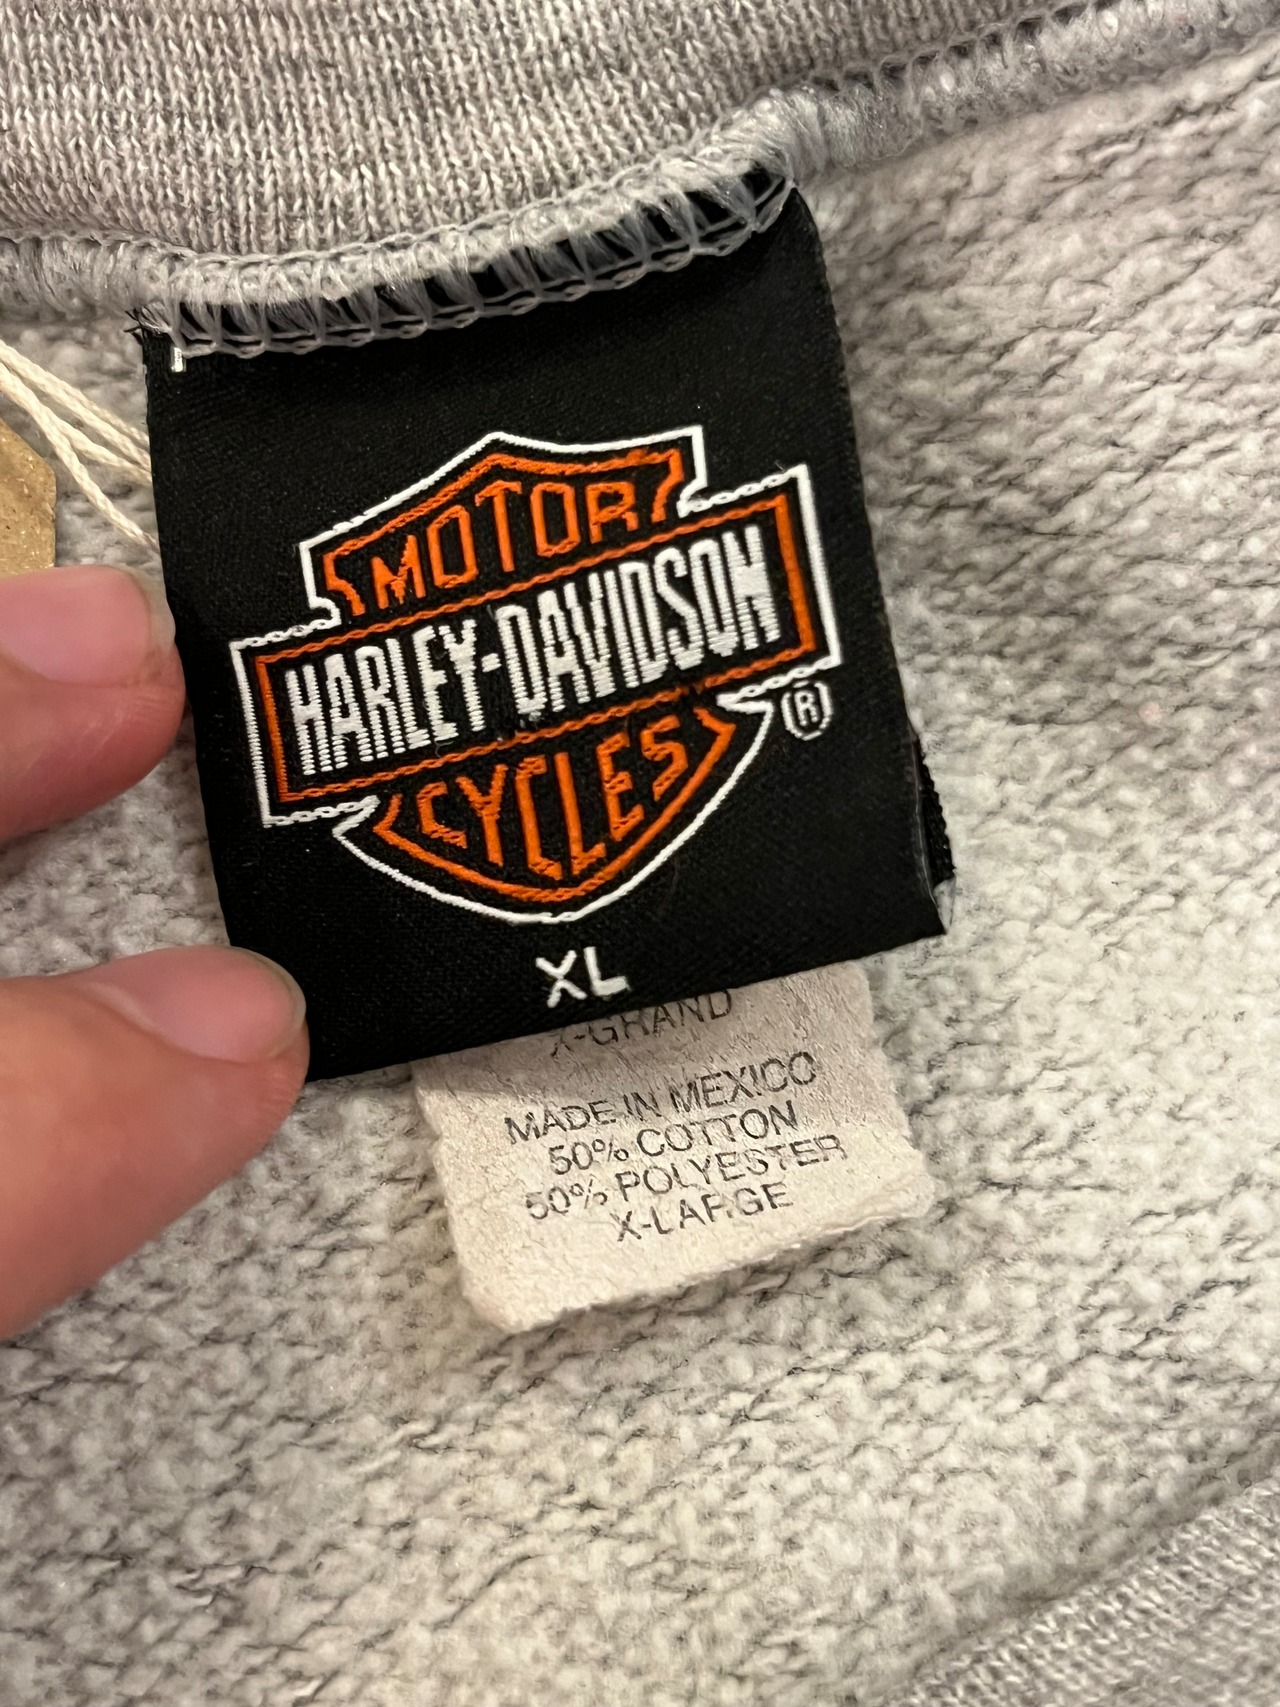 MOTOR
HARLEY-DAVIDSON
CYCLES
®
XL
X-GRAND
MADE IN MEXICO
50% COTTON
50% POLYESTER
X-LARGE